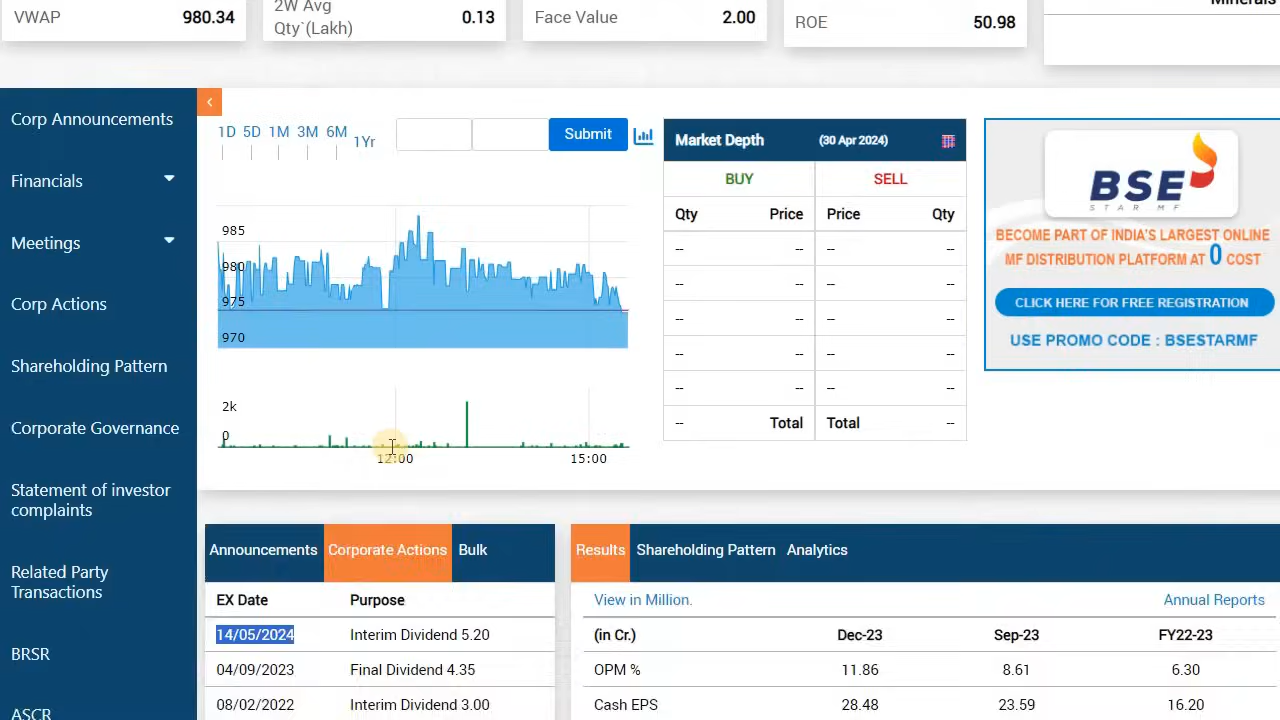 VWAP 980.34
2W Avg Qty`(Lakh) 0.13
Face Value 2.00
ROE 50.98
Corp Announcements
Financials
Meetings
Corp Actions
Shareholding Pattern
Corporate Governance
Statement of investor
complaints
Related Party
Transactions
BRSR
ASCR
1D 5D 1M 3M 6M 1Yr
Submit
985
980
975
970
2k
0
12:00 15:00
Market Depth (30 Apr 2024)
BUY SELL
Qty Price Price Qty
-- -- -- --
-- -- -- --
-- -- -- --
-- -- -- --
-- -- -- --
-- Total Total --
BSE
STAR MF
BECOME PART OF INDIA'S LARGEST ONLINE
MF DISTRIBUTION PLATFORM AT 0 COST
CLICK HERE FOR FREE REGISTRATION
USE PROMO CODE : BSESTARMF
Announcements Corporate Actions Bulk
EX Date Purpose
14/05/2024 Interim Dividend 5.20
04/09/2023 Final Dividend 4.35
08/02/2022 Interim Dividend 3.00
Results Shareholding Pattern Analytics
View in Million. Annual Reports
(in Cr.) Dec-23 Sep-23 FY22-23
OPM % 11.86 8.61 6.30
Cash EPS 28.48 23.59 16.20